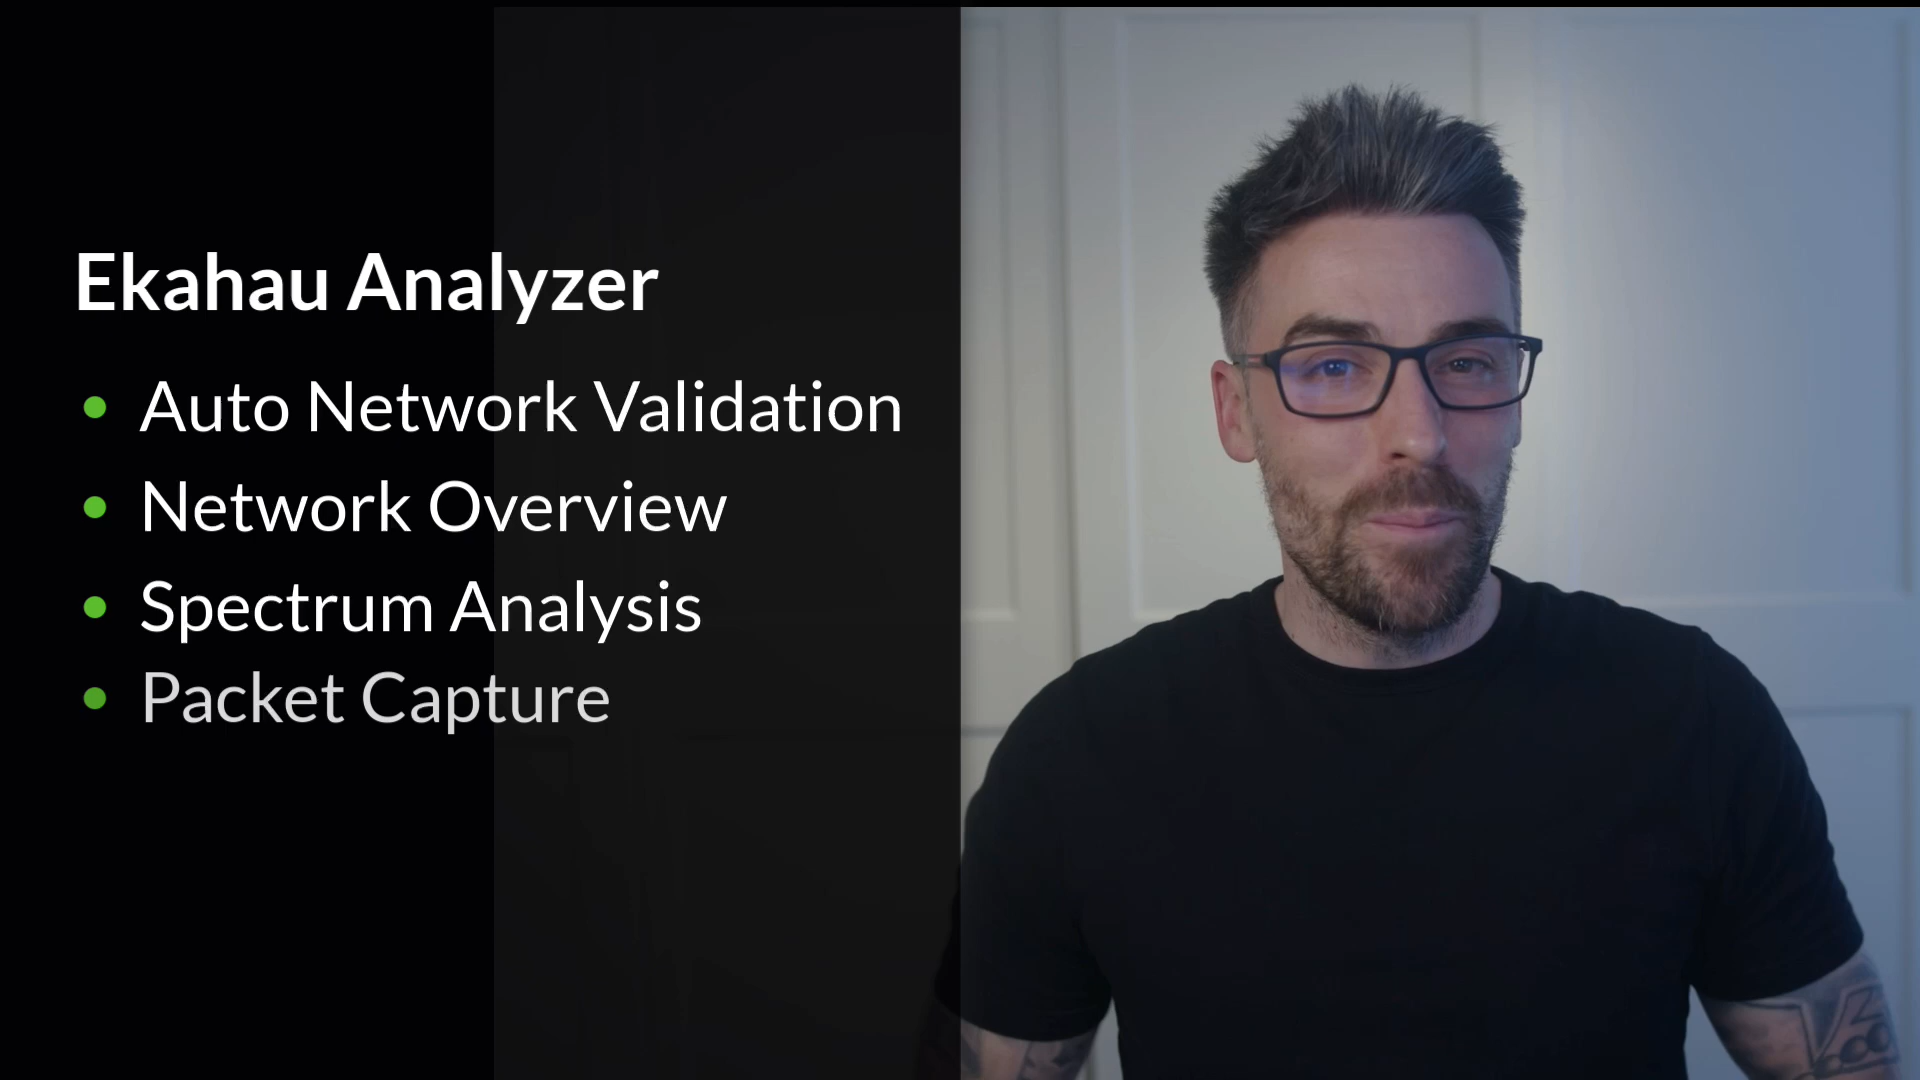 Ekahau Analyzer
Auto Network Validation
Network Overview
Spectrum Analysis
Packet Capture